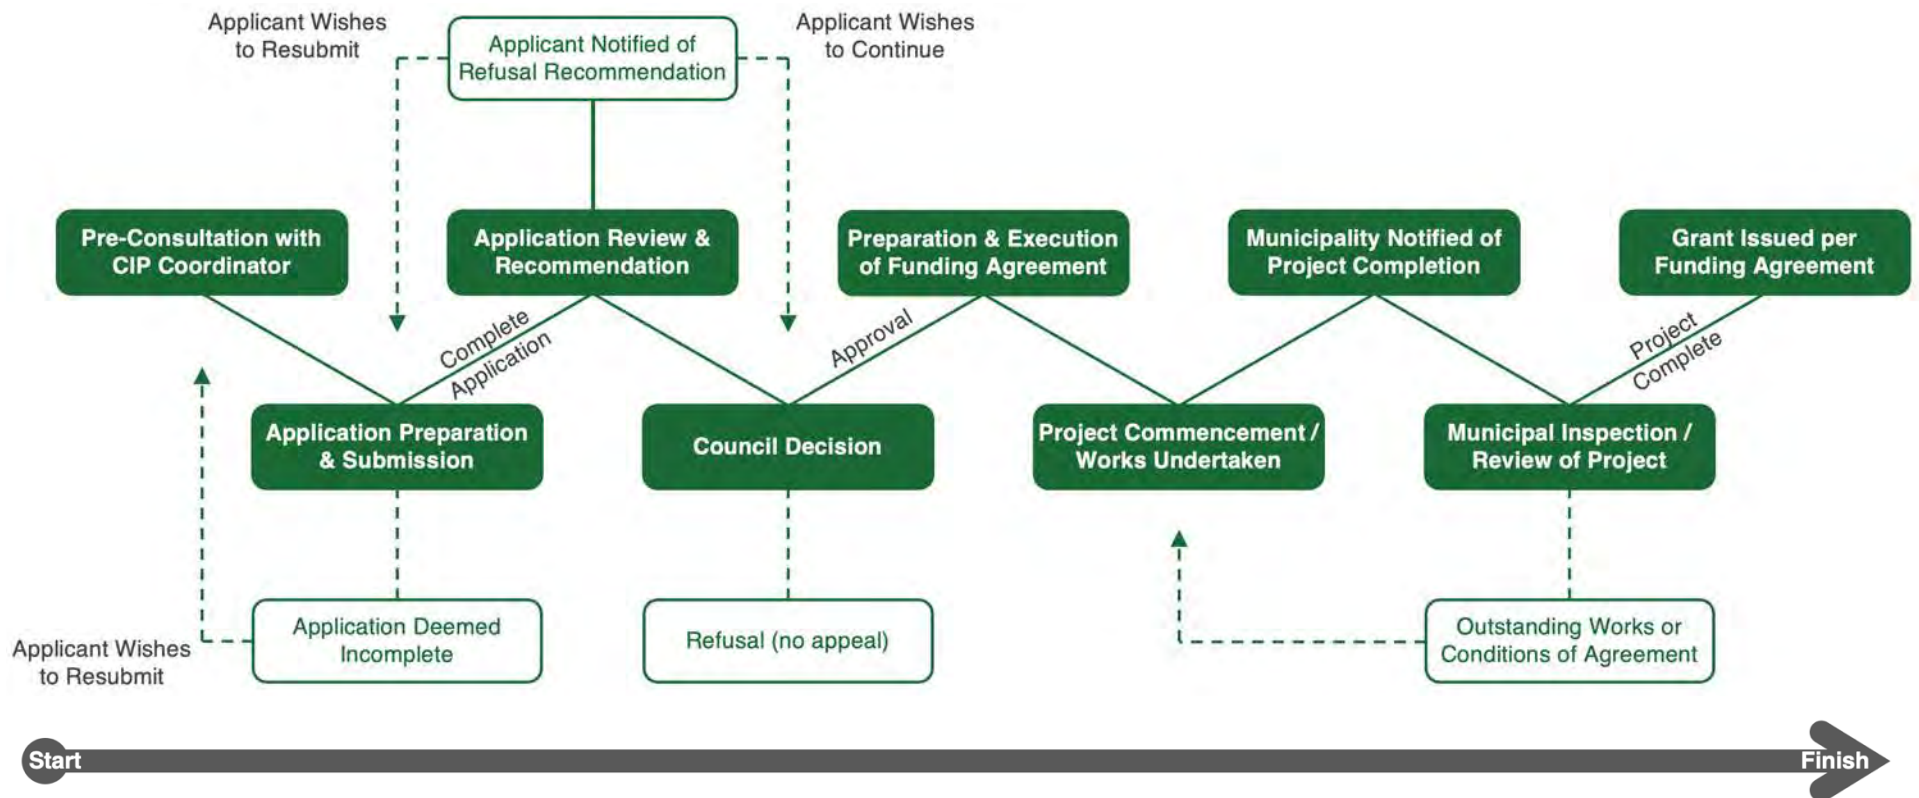 Applicant Wishes
to Resubmit
Applicant Notified of
Refusal Recommendation
Applicant Wishes
to Continue
Pre-Consultation with
CIP Coordinator
Application Review &
Recommendation
Preparation & Execution
of Funding Agreement
Municipality Notified of
Project Completion
Grant Issued per
Funding Agreement
Complete
Application
Approval
Project
Complete
Application Preparation
& Submission
Council Decision
Project Commencement /
Works Undertaken
Municipal Inspection /
Review of Project
Applicant Wishes
to Resubmit
Application Deemed
Incomplete
Refusal (no appeal)
Outstanding Works or
Conditions of Agreement
Start
Finish